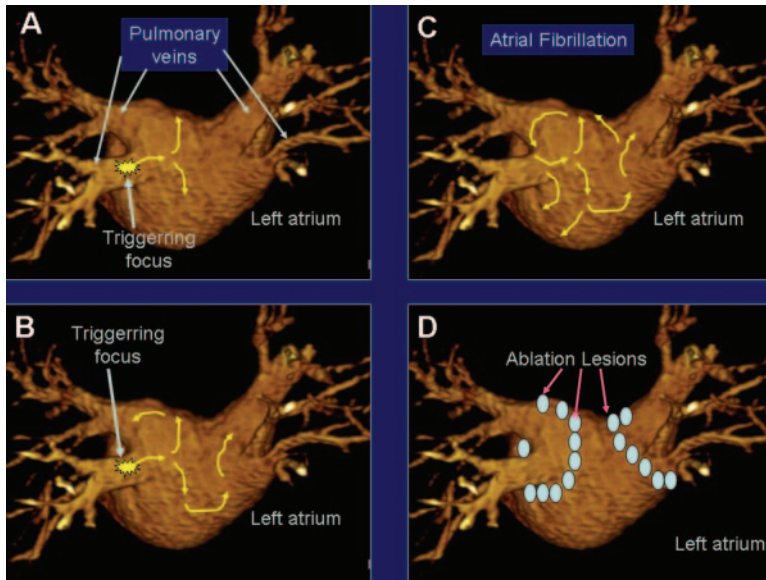 A
Pulmonary
veins
Triggerring
focus
Left atrium
C
Atrial Fibrillation
Left atrium
B
Triggerring
focus
Left atrium
D
Ablation Lesions
Left atrium